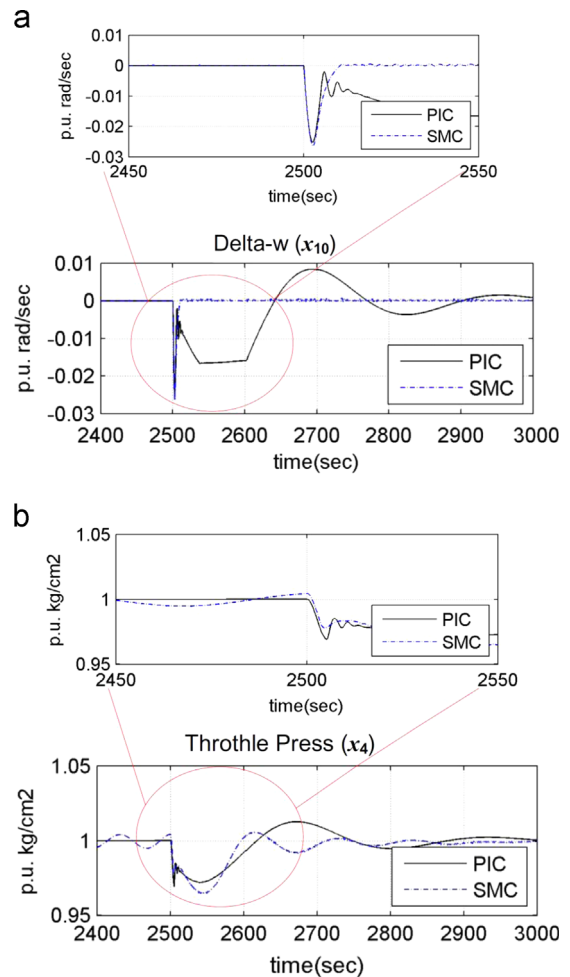 a
0.01
0
-0.01
-0.02
-0.03
p.u. rad/sec
PIC
SMC
2450 2500 2550
time(sec)
Delta-w (x10)
0.01
0
-0.01
-0.02
-0.03
p.u. rad/sec
PIC
SMC
2400 2500 2600 2700 2800 2900 3000
time(sec)
b
1.05
1
0.95
p.u. kg/cm2
PIC
SMC
2450 2500 2550
time(sec)
Throthle Press (x4)
1.05
1
0.95
p.u. kg/cm2
PIC
SMC
2400 2500 2600 2700 2800 2900 3000
time(sec)